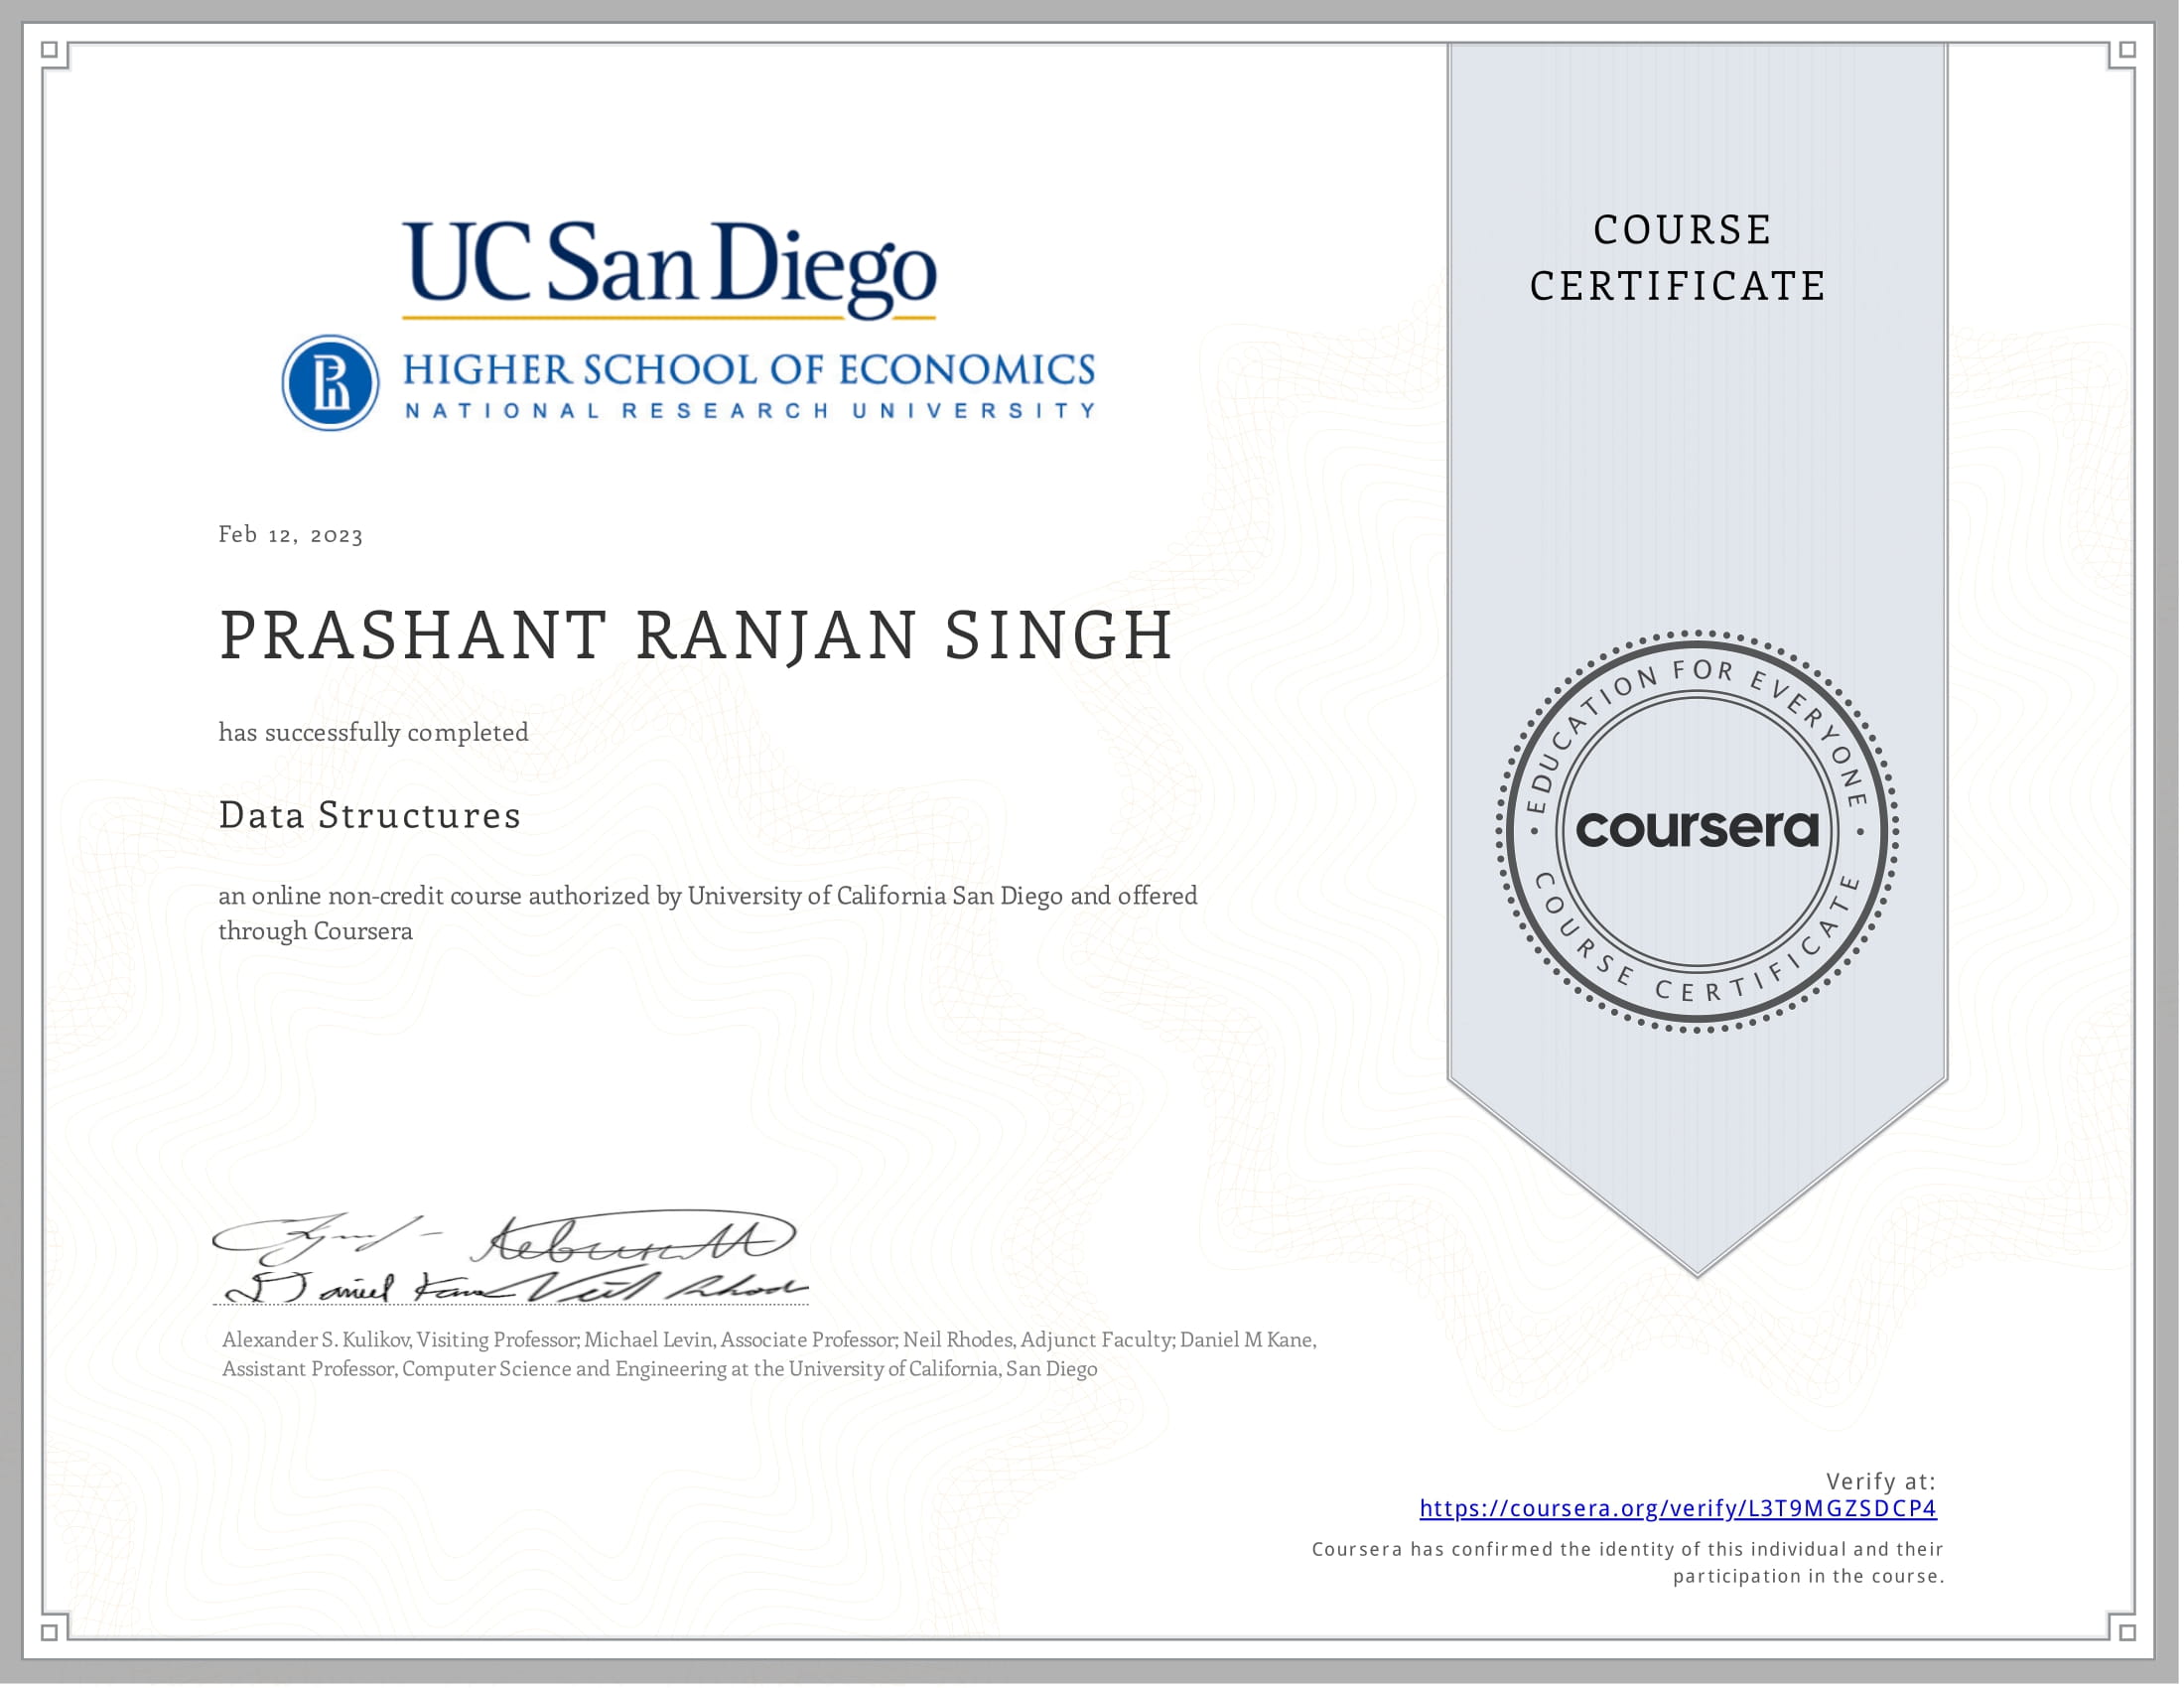 UC San Diego
HIGHER SCHOOL OF ECONOMICS
NATIONAL RESEARCH UNIVERSITY
COURSE
CERTIFICATE
Feb 12, 2023
PRASHANT RANJAN SINGH
has successfully completed
Data Structures
an online non-credit course authorized by University of California San Diego and offered
through Coursera
EDUCATION FOR EVERYONE
coursera
COURSE CERTIFICATE
Daniel Kane Neil Rhodes
Alexander S. Kulikov, Visiting Professor; Michael Levin, Associate Professor; Neil Rhodes, Adjunct Faculty; Daniel M Kane,
Assistant Professor, Computer Science and Engineering at the University of California, San Diego
Verify at:
https://coursera.org/verify/L3T9MGZSDCP4
Coursera has confirmed the identity of this individual and their
participation in the course.